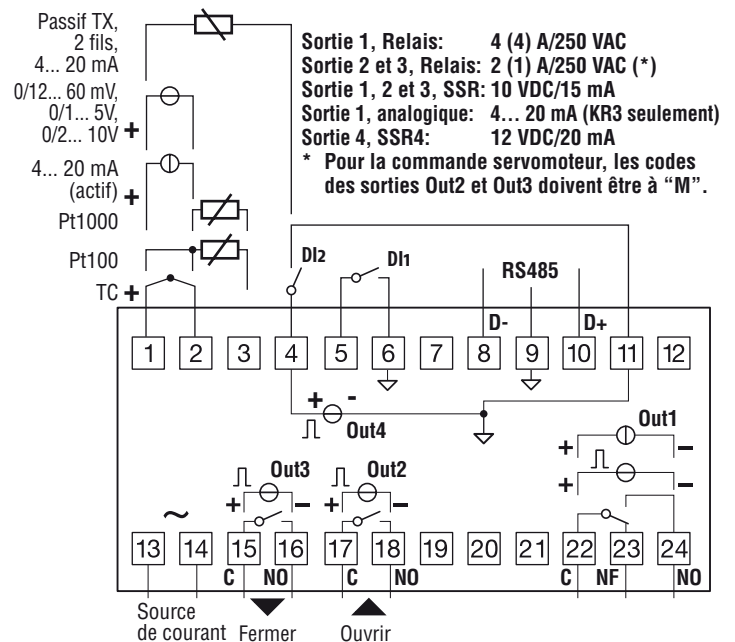 Passif TX,
2 fils,
4... 20 mA
0/12... 60 mV,
0/1... 5V,
0/2... 10V +
4... 20 mA
(actif) +
Pt1000
Pt100
TC +
Sortie 1, Relais: 4 (4) A/250 VAC
Sortie 2 et 3, Relais: 2 (1) A/250 VAC (*)
Sortie 1, 2 et 3, SSR: 10 VDC/15 mA
Sortie 1, analogique: 4... 20 mA (KR3 seulement)
Sortie 4, SSR4: 12 VDC/20 mA
* Pour la commande servomoteur, les codes
des sorties Out2 et Out3 doivent être à “M”.
DI2 DI1 RS485
D- D+
1 2 3 4 5 6 7 8 9 10 11 12
+ -
Out4
Out1
+ −
+ −
Out3 Out2
+ − + −
~
13 14 15 16 17 18 19 20 21 22 23 24
C NO C NO C NF NO
Source
de courant Fermer Ouvrir